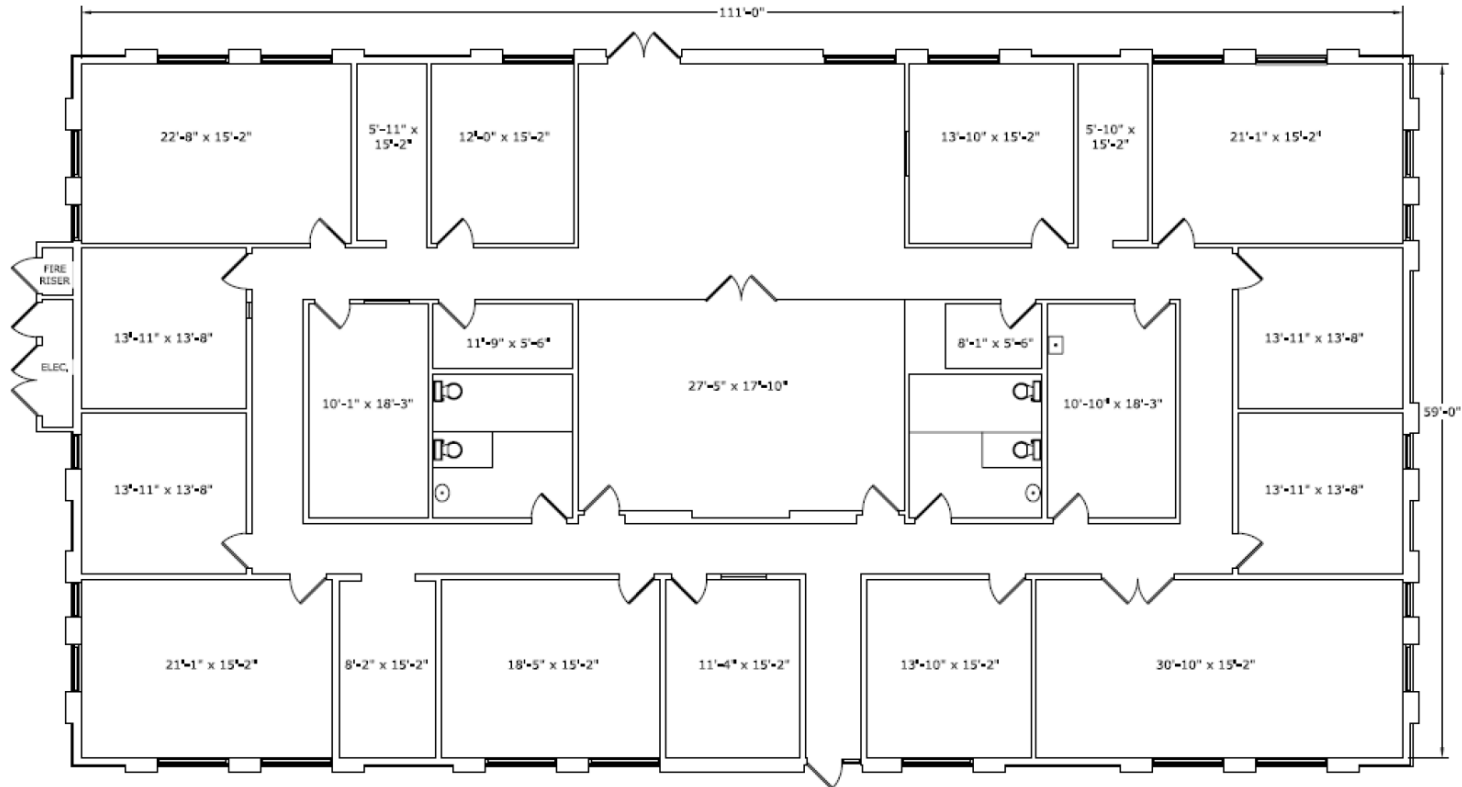 111'-0"
22'-8" x 15'-2"
5'-11" x
15'-2"
12'-0" x 15'-2"
13'-10" x 15'-2"
5'-10" x
15'-2"
21'-1" x 15'-2"
FIRE
RISER
13'-11" x 13'-8"
11'-9" x 5'-6"
8'-1" x 5'-6"
13'-11" x 13'-8"
ELEC.
27'-5" x 17'-10"
10'-1" x 18'-3"
10'-10" x 18'-3"
59'-0"
13'-11" x 13'-8"
13'-11" x 13'-8"
21'-1" x 15'-2"
8'-2" x 15'-2"
18'-5" x 15'-2"
11'-4" x 15'-2"
13'-10" x 15'-2"
30'-10" x 15'-2"